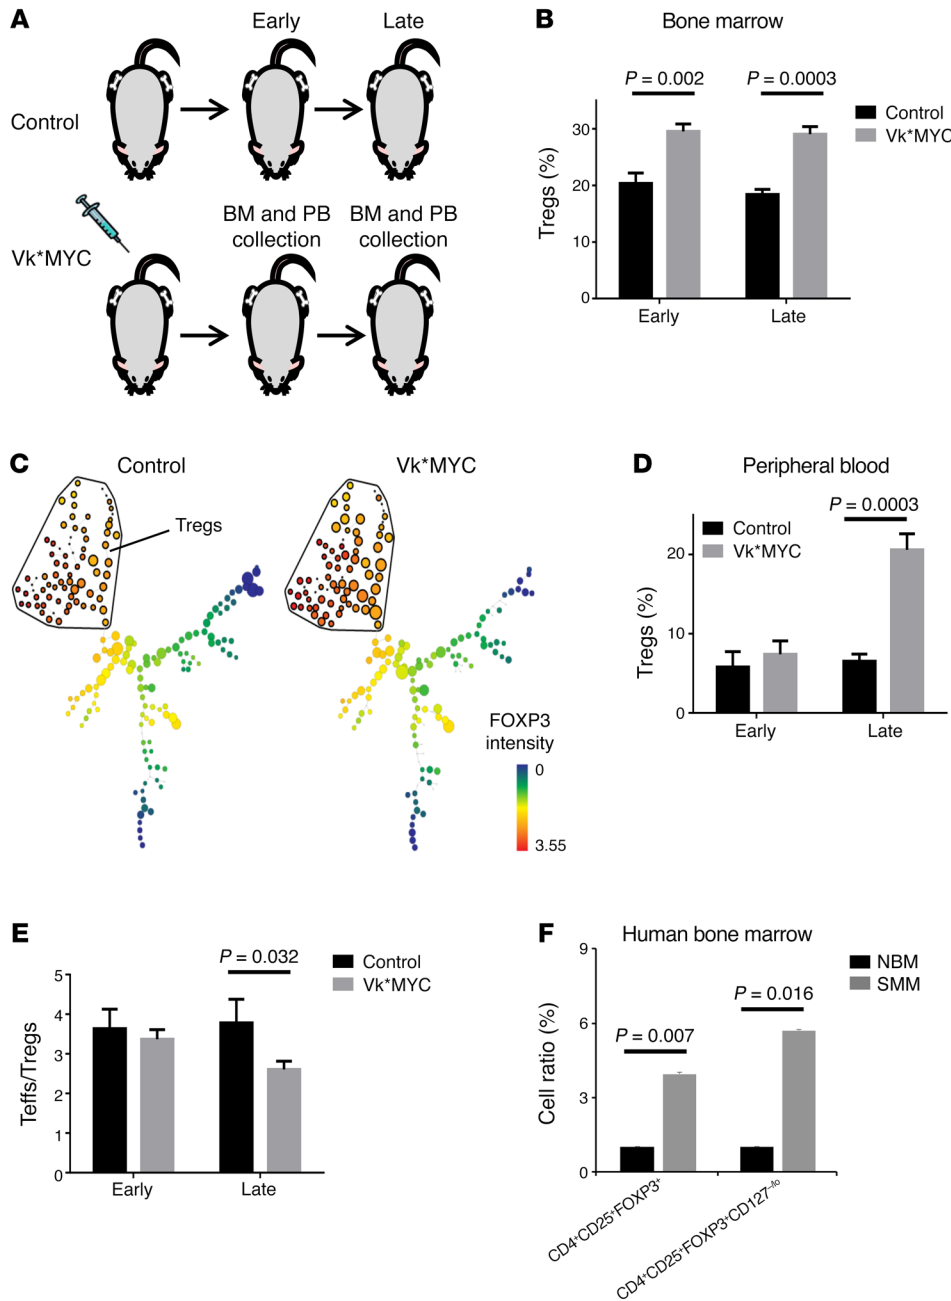 A
Early
Late
Control
BM and PB
collection
BM and PB
collection
Vk*MYC
B
Bone marrow
P = 0.002
P = 0.0003
Control
Vk*MYC
Tregs (%)
30
20
10
0
Early
Late
C
Control
Vk*MYC
Tregs
FOXP3
intensity
0
3.55
D
Peripheral blood
P = 0.0003
Control
Vk*MYC
Tregs (%)
20
10
0
Early
Late
E
P = 0.032
Control
Vk*MYC
Teffs/Tregs
5
4
3
2
1
0
Early
Late
F
Human bone marrow
NBM
SMM
P = 0.016
P = 0.007
Cell ratio (%)
9
6
3
0
CD4⁺CD25⁺FOXP3⁺
CD4⁺CD25⁺FOXP3⁺CD127⁻/ˡᵒ